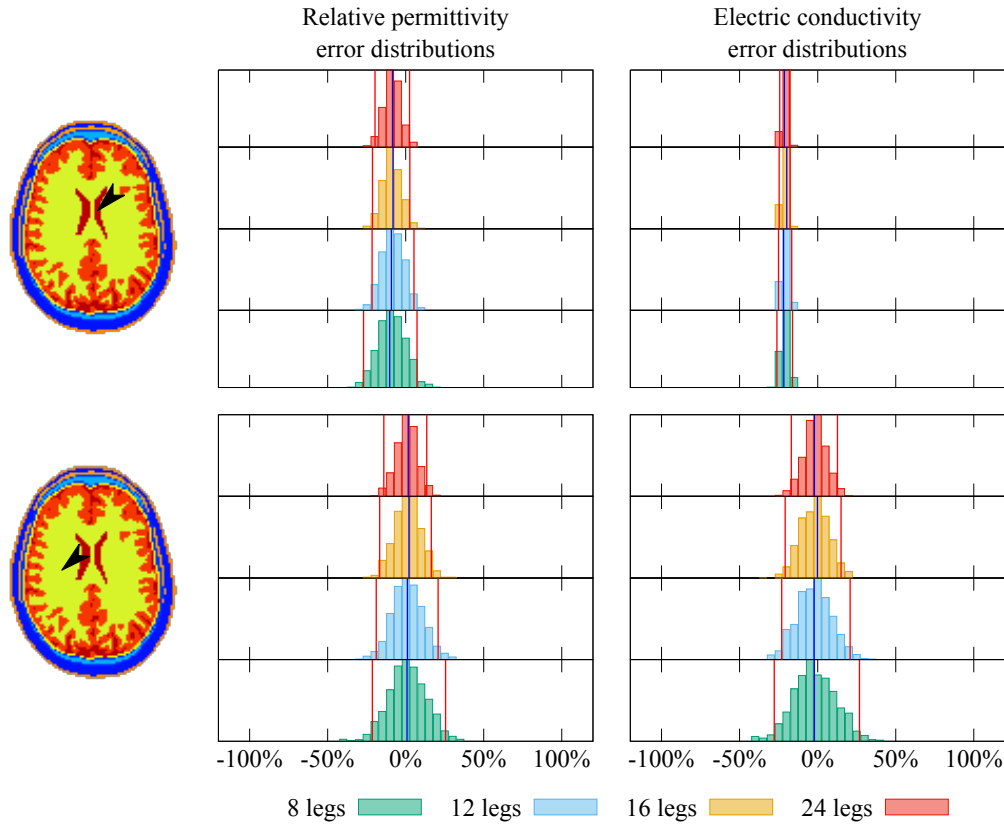 Relative permittivity
error distributions
Electric conductivity
error distributions
-100% -50% 0% 50% 100%
-100% -50% 0% 50% 100%
8 legs 12 legs 16 legs 24 legs